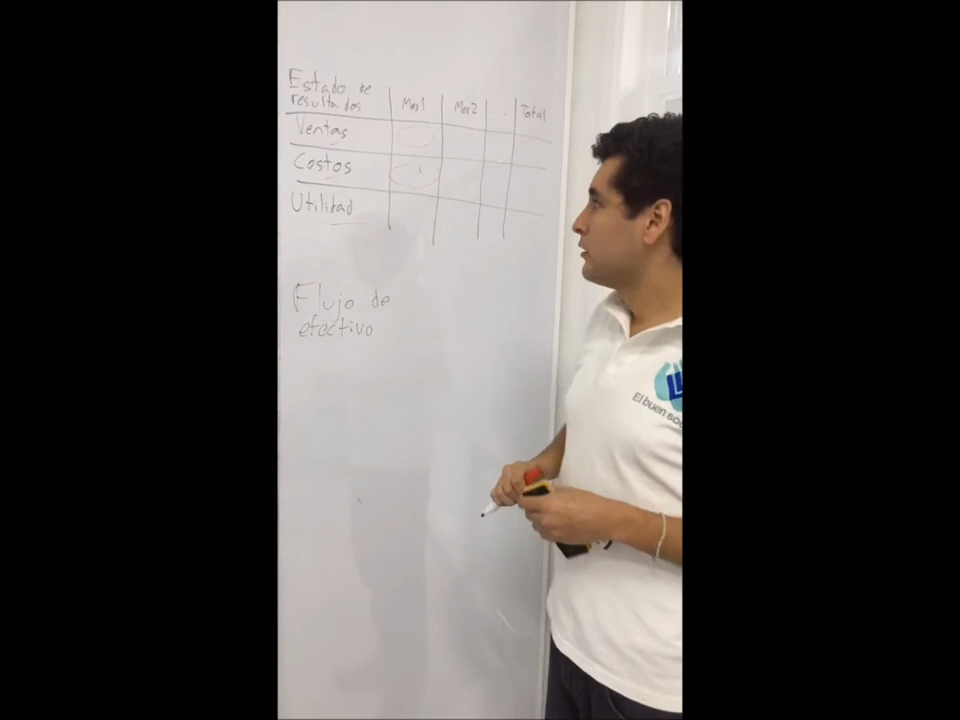 Estado de
resultados
Mes1 Mes2 . Total
Ventas
Costos
Utilidad
Flujo de
efectivo
El buen soc